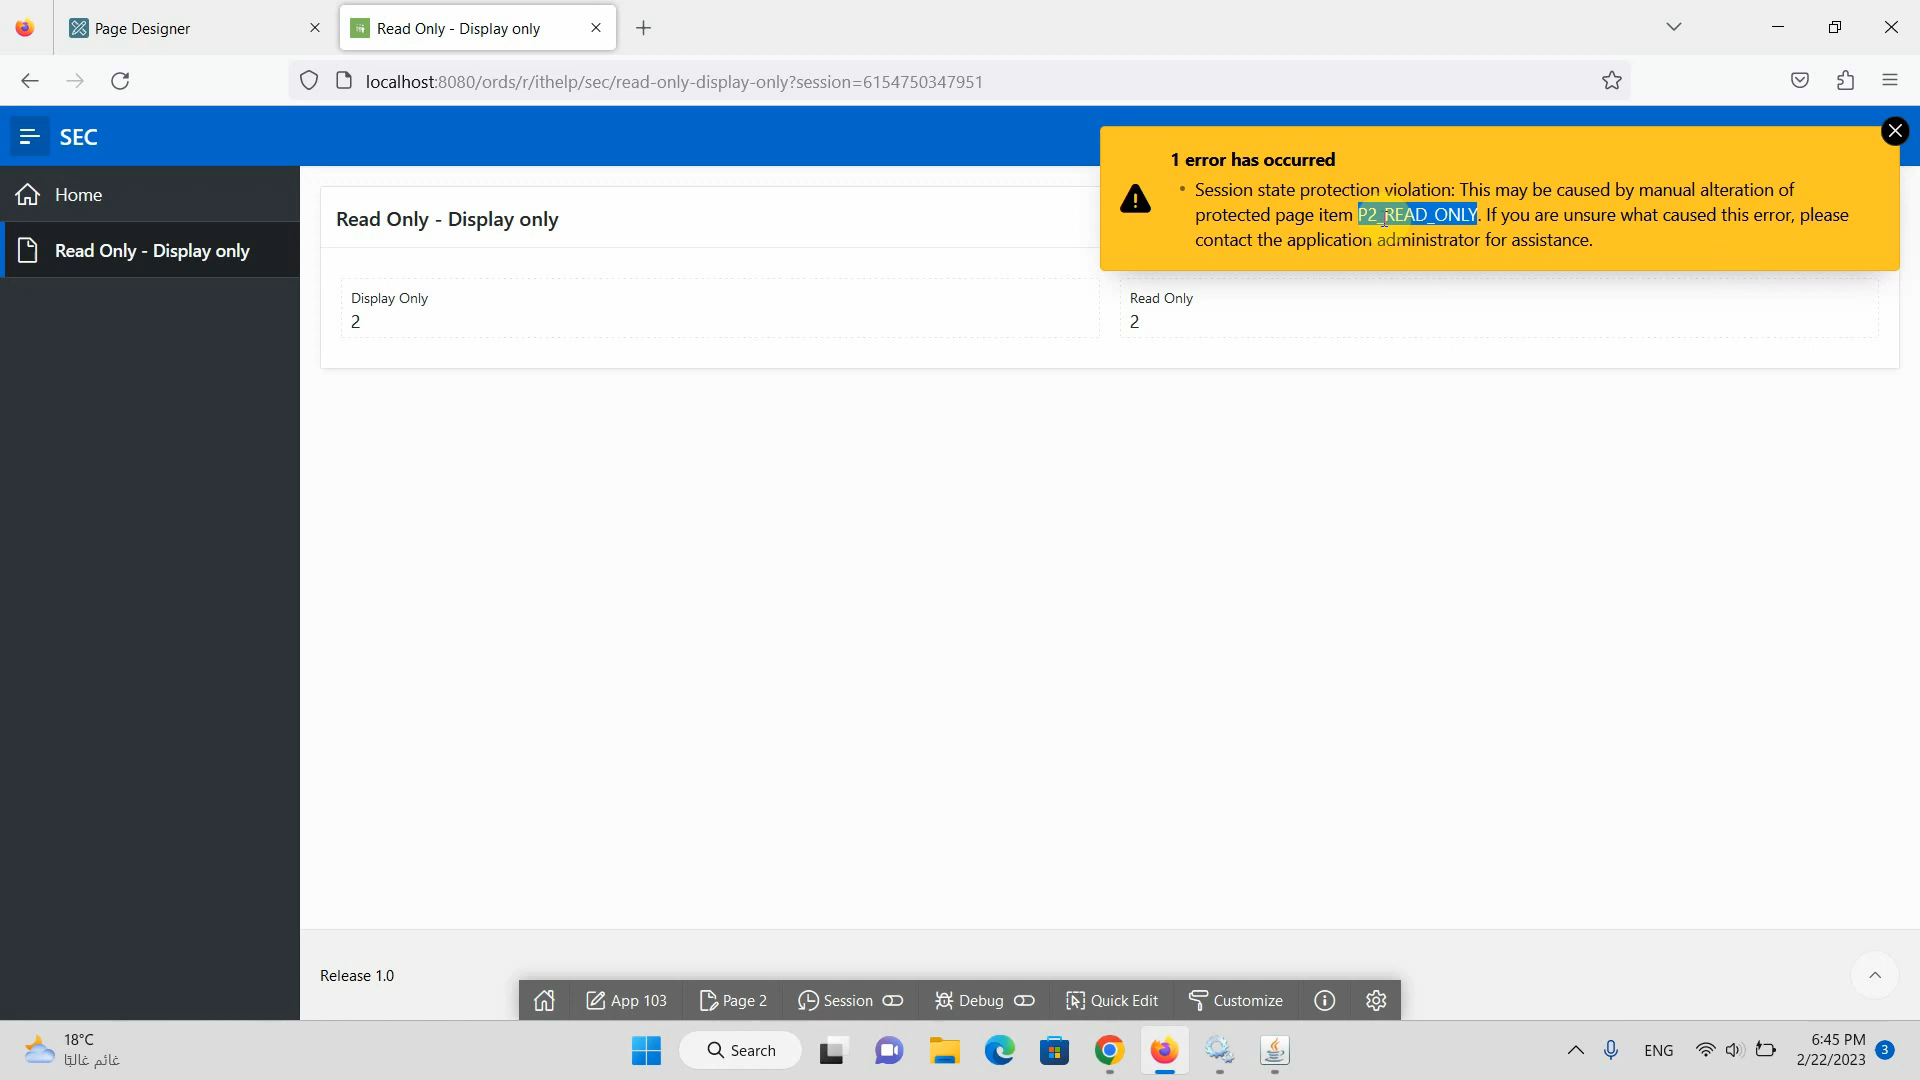 Page Designer
Read Only - Display only
localhost:8080/ords/r/ithelp/sec/read-only-display-only?session=6154750347951
SEC
1 error has occurred
• Session state protection violation: This may be caused by manual alteration of
protected page item P2_READ_ONLY. If you are unsure what caused this error, please
contact the application administrator for assistance.
Home
Read Only - Display only
Read Only - Display only
Display Only
2
Read Only
2
Release 1.0
App 103
Page 2
Session
Debug
Quick Edit
Customize
18°C
غائم غالبًا
Search
ENG
6:45 PM
2/22/2023
3